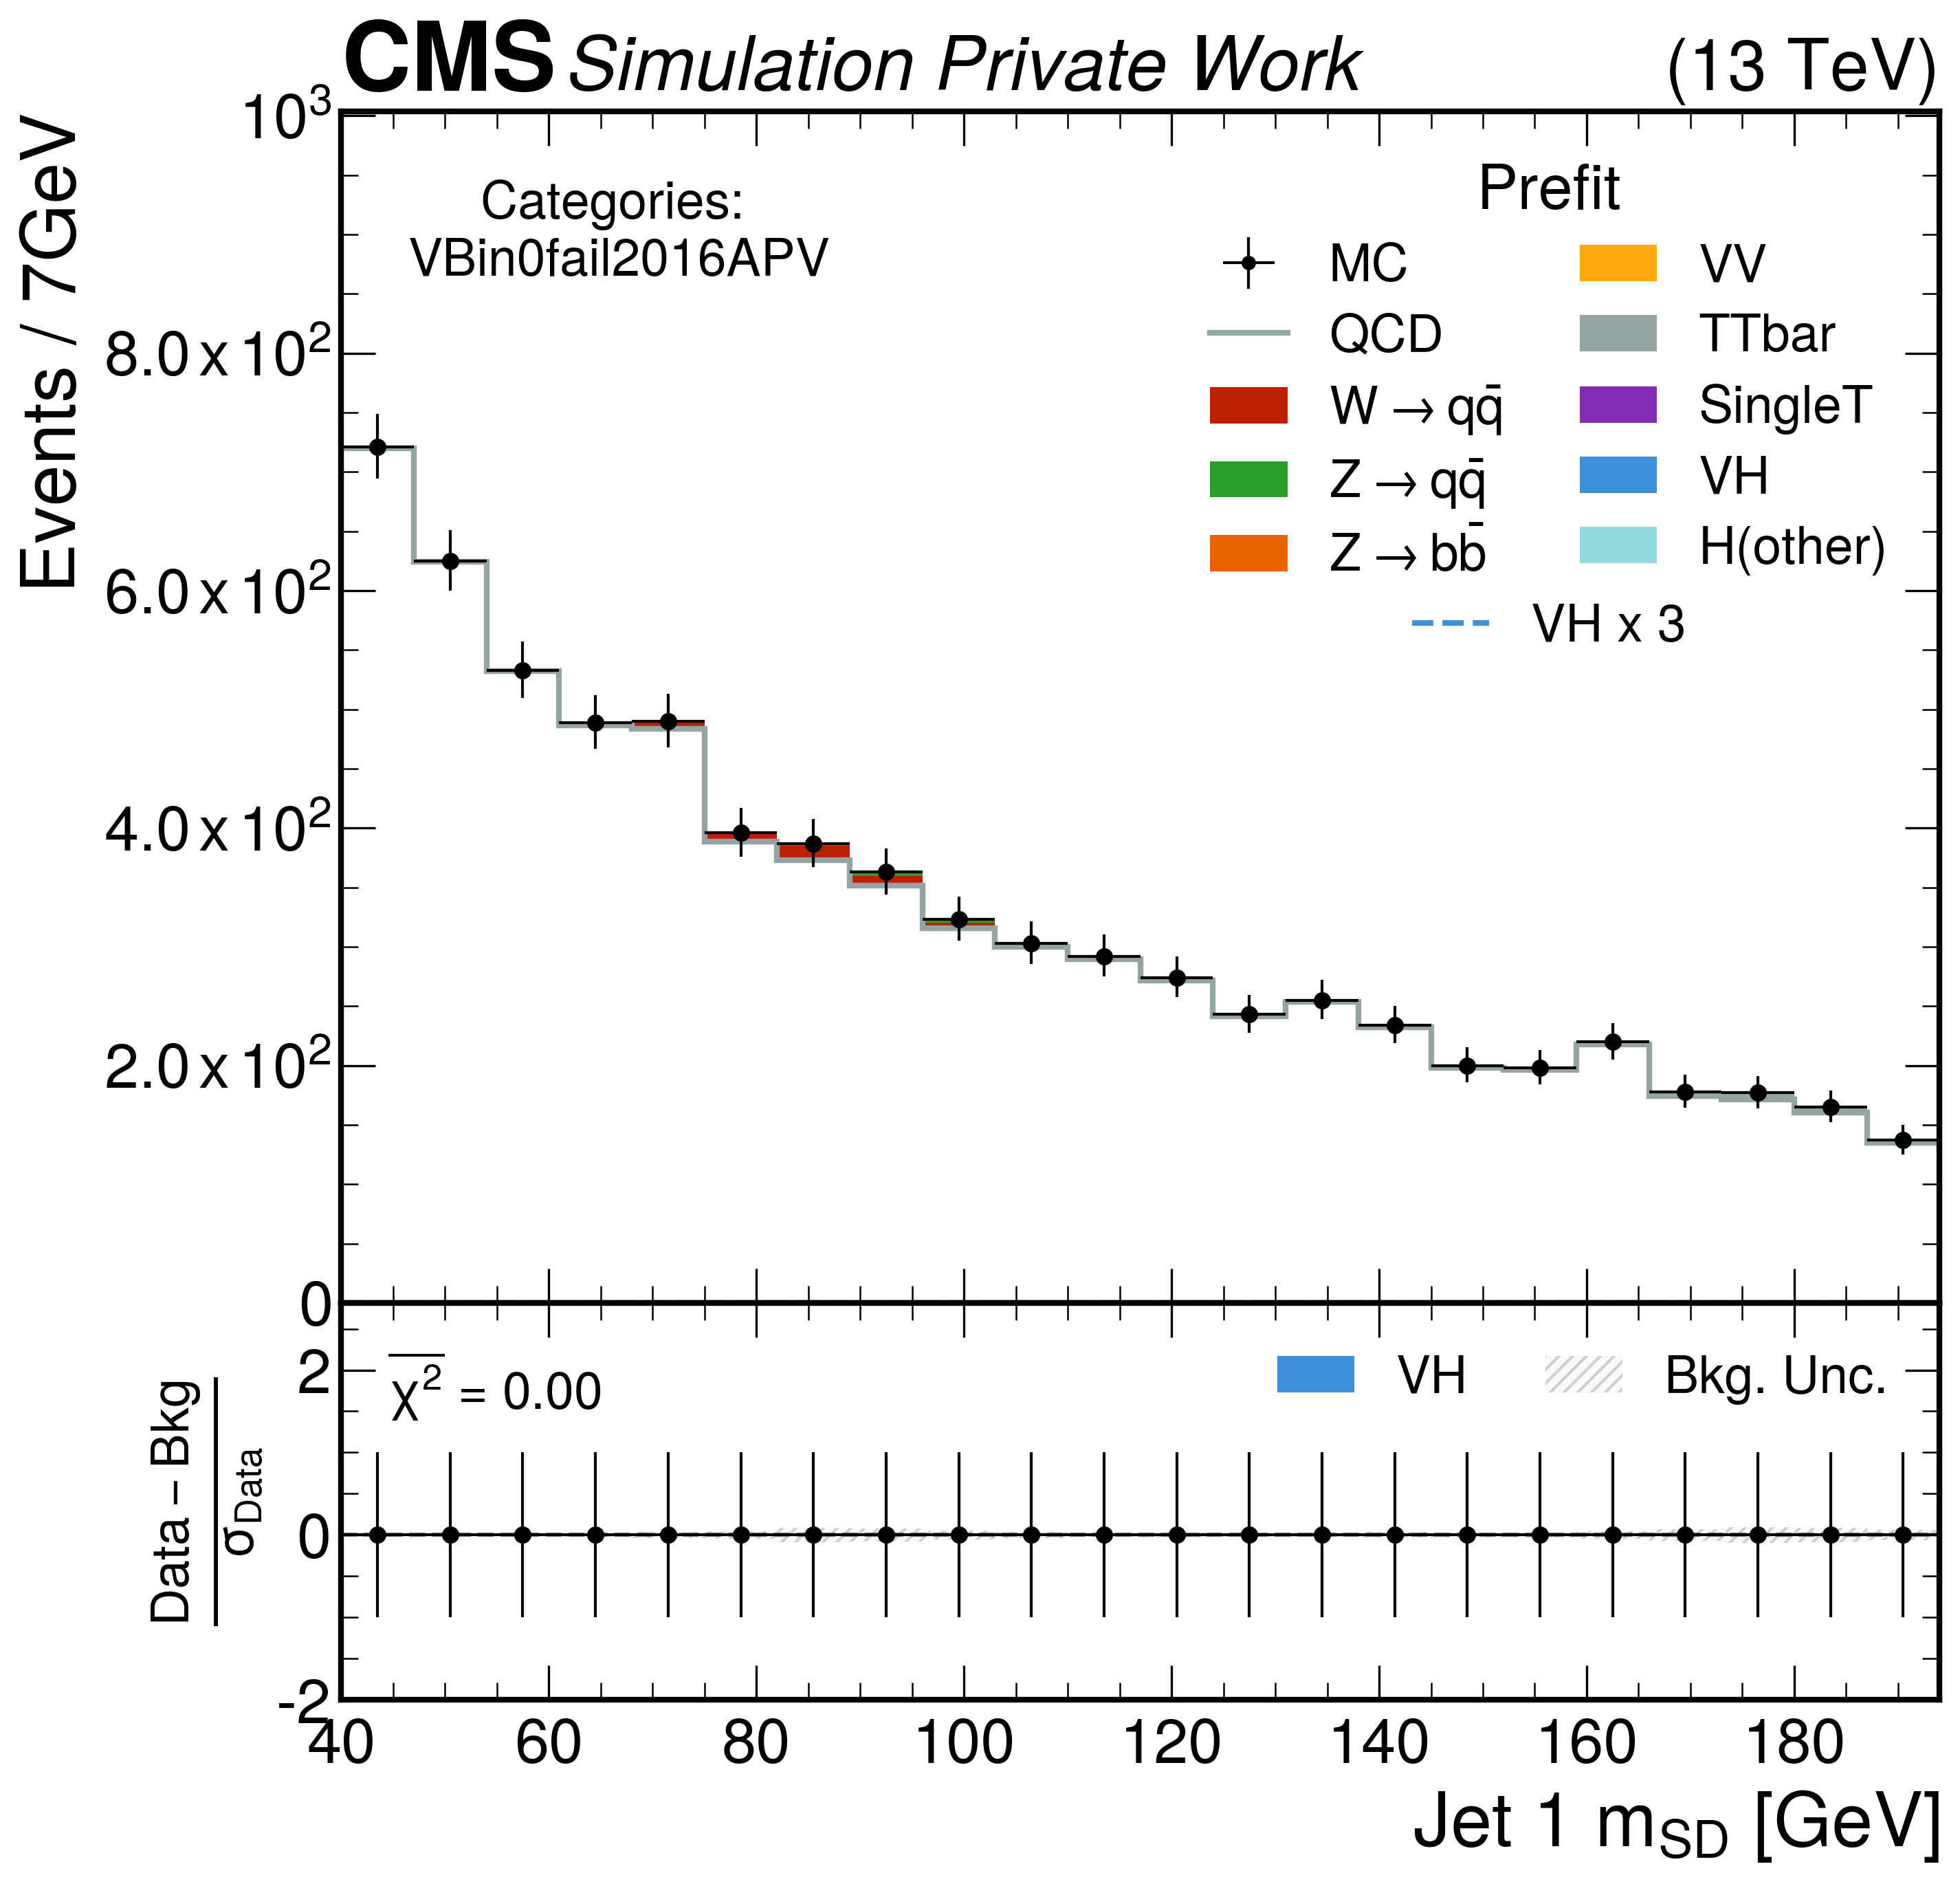 CMS Simulation Private Work (13 TeV)
Events / 7GeV
10³
8.0 x 10²
6.0 x 10²
4.0 x 10²
2.0 x 10²
0
Categories:
VBin0fail2016APV
Prefit
MC
QCD
W → qq̄
Z → qq̄
Z → bb̄
VV
TTbar
SingleT
VH
H(other)
VH x 3
Data − Bkg
σ_Data
2
0
-2
χ̅²̅ = 0.00
VH
Bkg. Unc.
40 60 80 100 120 140 160 180
Jet 1 m_SD [GeV]